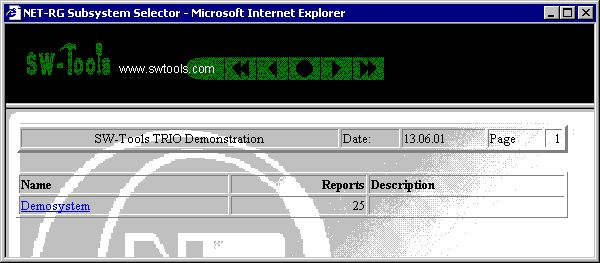 NET-RG Subsystem Selector - Microsoft Internet Explorer
SW-Tools www.swtools.com
SW-Tools TRIO Demonstration Date: 13.06.01 Page 1
Name Reports Description
Demosystem 25